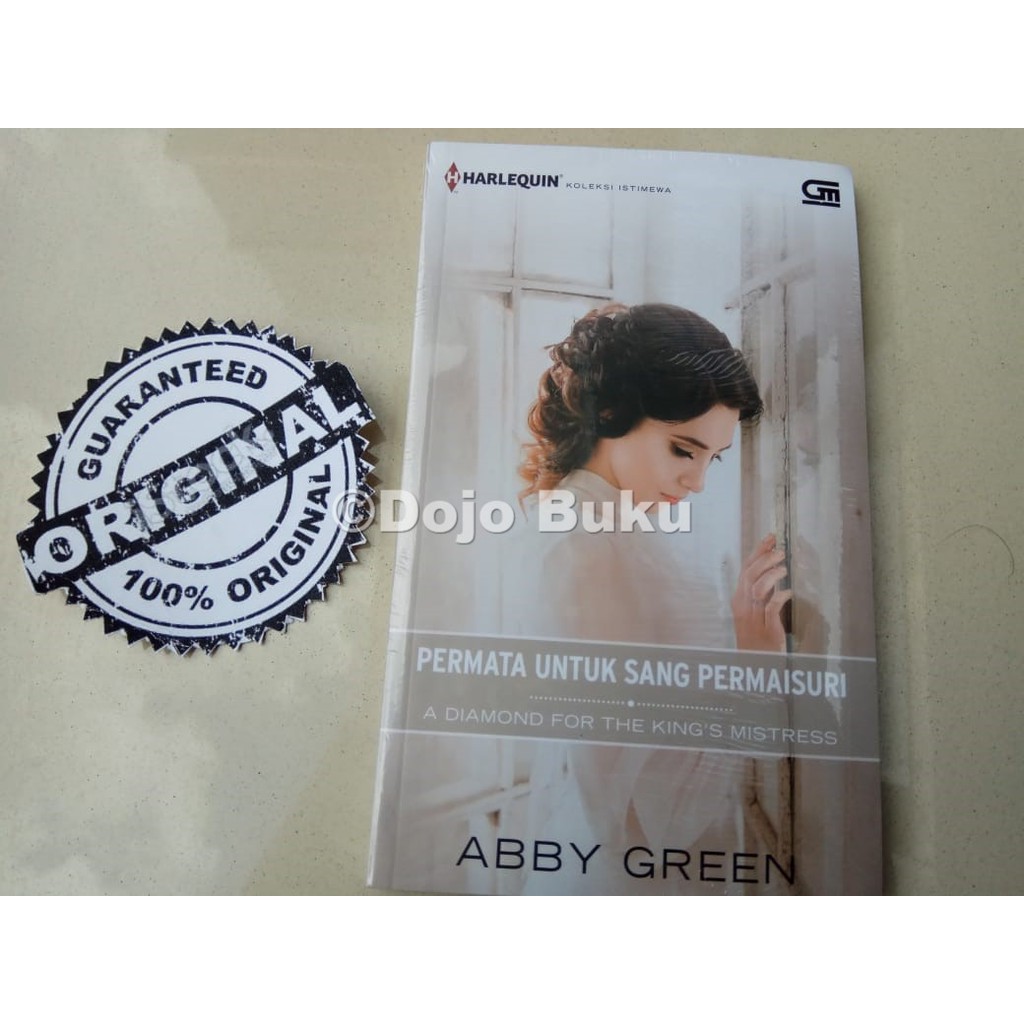 GUARANTEED
ORIGINAL
100% ORIGINAL
©Dojo Buku
H HARLEQUIN® KOLEKSI ISTIMEWA
GM
PERMATA UNTUK SANG PERMAISURI
A DIAMOND FOR THE KING'S MISTRESS
ABBY GREEN